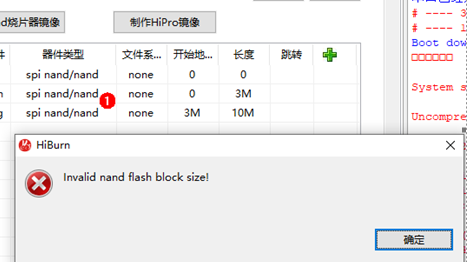 d烧片器镜像 制作HiPro镜像
件 器件类型 文件系... 开始地... 长度 跳转
spi nand/nand none 0 0
spi nand/nand none 0 3M
g spi nand/nand none 3M 10M
1
# ---- 3
# ---- 1
Boot dow
□□□□□□
System s
Uncompre
HiBurn
Invalid nand flash block size!
确定